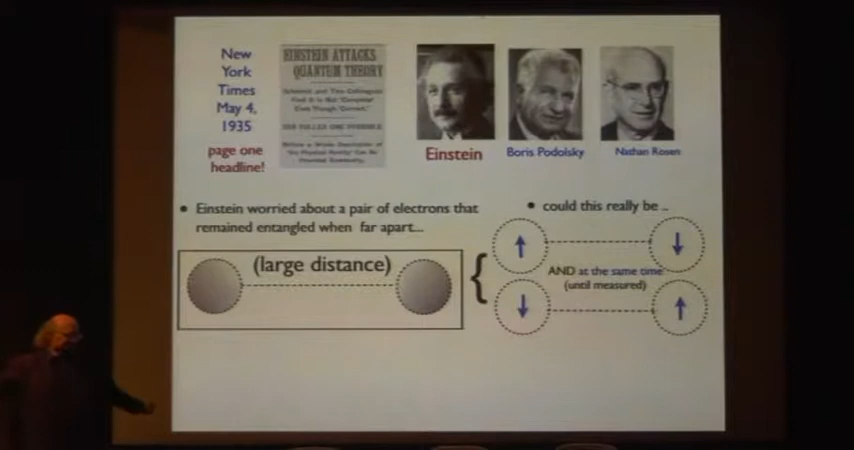 New
York
Times
May 4,
1935
page one
headline!
EINSTEIN ATTACKS
QUANTUM THEORY
Scientist and Two Colleagues
Find It Is Not 'Complete'
Even Though 'Correct.'
SEE FULLER ONE POSSIBLE
Believe a Whole Description of
'the Physical Reality' Can Be
Provided Eventually.
Einstein
Boris Podolsky
Nathan Rosen
• Einstein worried about a pair of electrons that
remained entangled when far apart...
• could this really be ..
(large distance)
{
AND at the same time
(until measured)